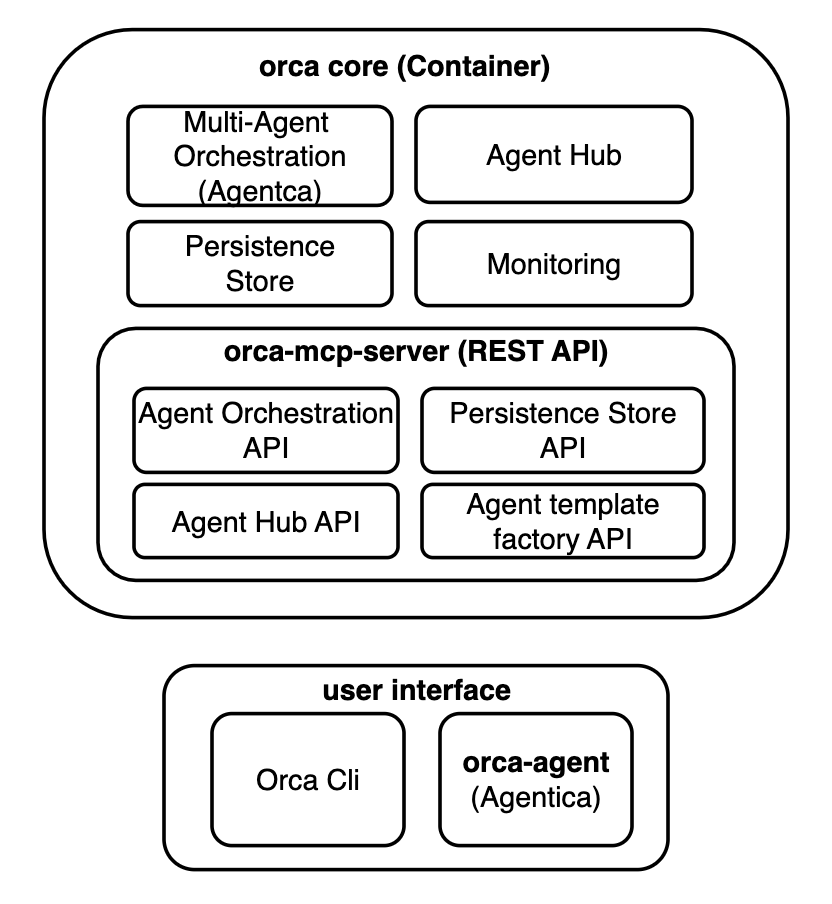 orca core (Container)
Multi-Agent
Orchestration
(Agentca)
Agent Hub
Persistence
Store
Monitoring
orca-mcp-server (REST API)
Agent Orchestration
API
Persistence Store
API
Agent Hub API
Agent template
factory API
user interface
Orca Cli
orca-agent
(Agentica)